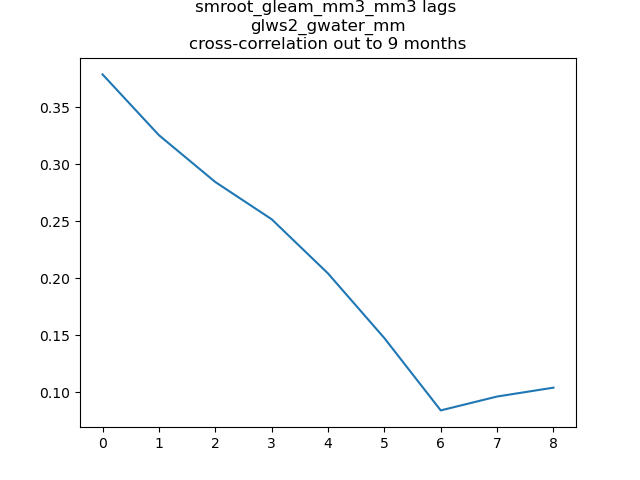 smroot_gleam_mm3_mm3 lags
glws2_gwater_mm
cross-correlation out to 9 months
0.35
0.30
0.25
0.20
0.15
0.10
0 1 2 3 4 5 6 7 8